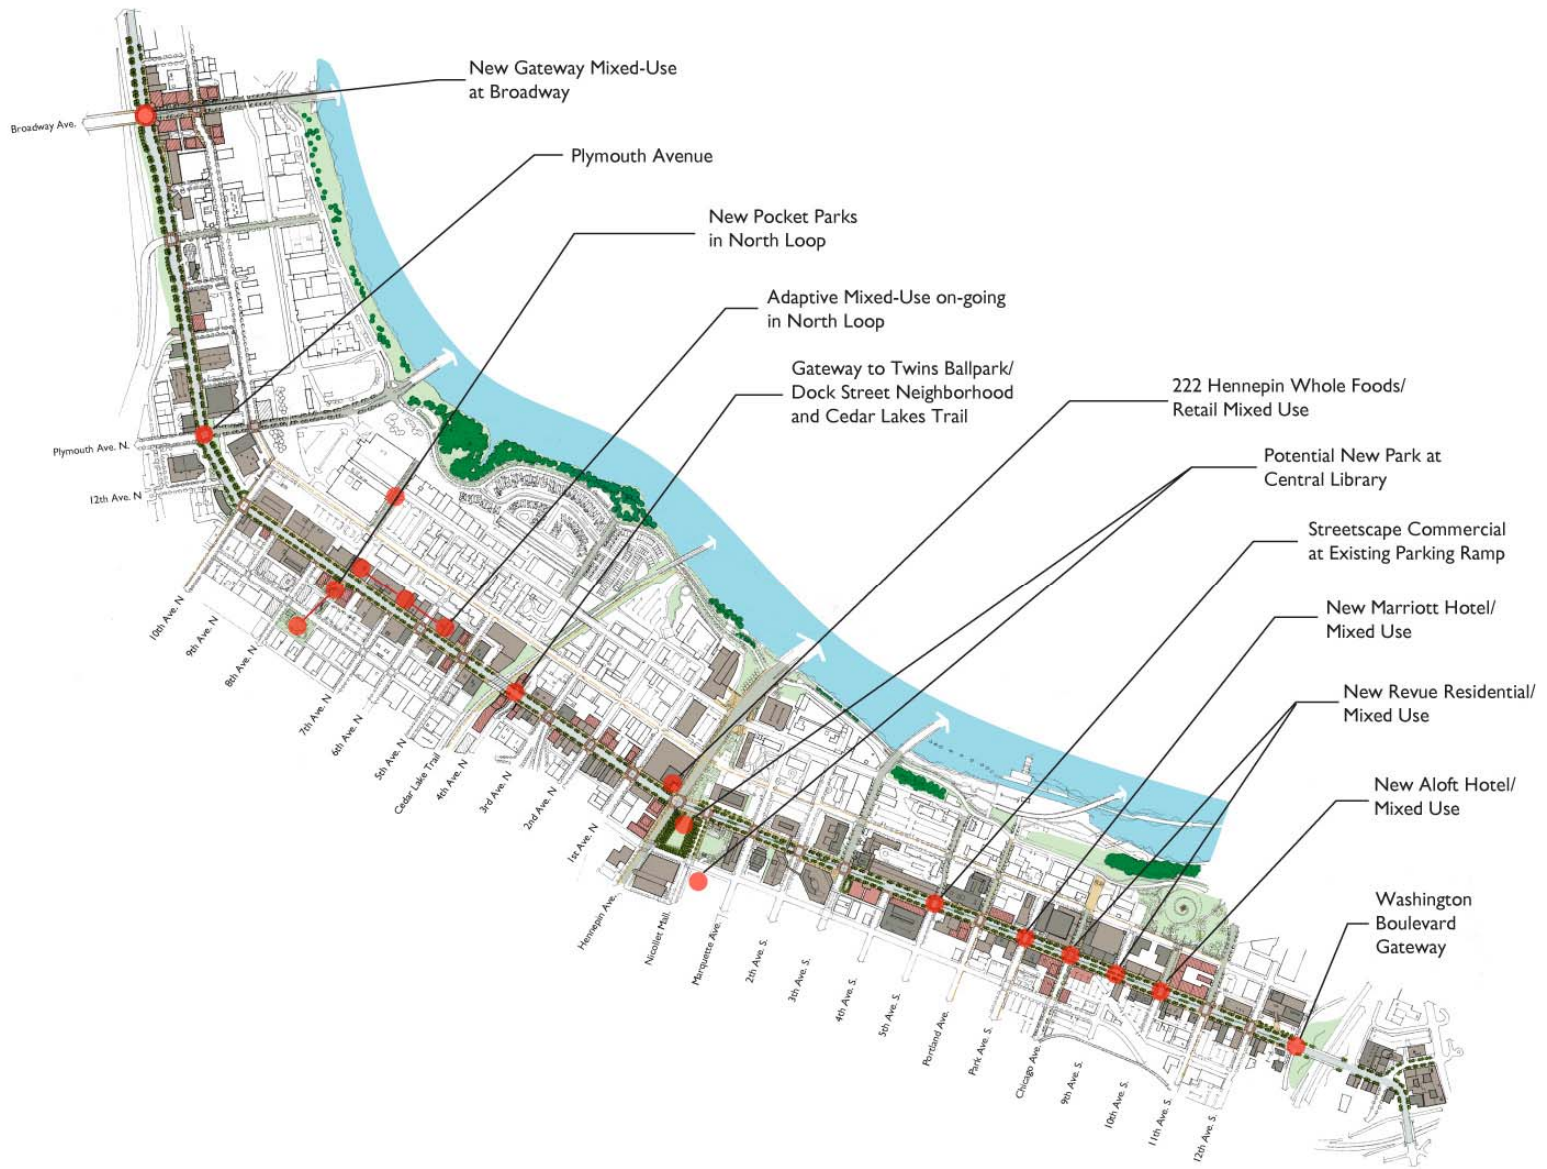 New Gateway Mixed-Use
at Broadway
Broadway Ave.
Plymouth Avenue
New Pocket Parks
in North Loop
Adaptive Mixed-Use on-going
in North Loop
Gateway to Twins Ballpark/
Dock Street Neighborhood
and Cedar Lakes Trail
222 Hennepin Whole Foods/
Retail Mixed Use
Potential New Park at
Central Library
Streetscape Commercial
at Existing Parking Ramp
New Marriott Hotel/
Mixed Use
New Revue Residential/
Mixed Use
New Aloft Hotel/
Mixed Use
Washington
Boulevard
Gateway
Plymouth Ave. N.
12th Ave. N
10th Ave. N
9th Ave. N
8th Ave. N
7th Ave. N
6th Ave. N
5th Ave. N
Cedar Lake Trail
4th Ave. N
3rd Ave. N
2nd Ave. N
1st Ave. N
Hennepin Ave.
Nicollet Mall
Marquette Ave.
2th Ave. S.
3th Ave. S.
4th Ave. S.
5th Ave. S.
Portland Ave.
Park Ave. S.
Chicago Ave.
9th Ave. S.
10th Ave. S.
11th Ave. S.
12th Ave. S.